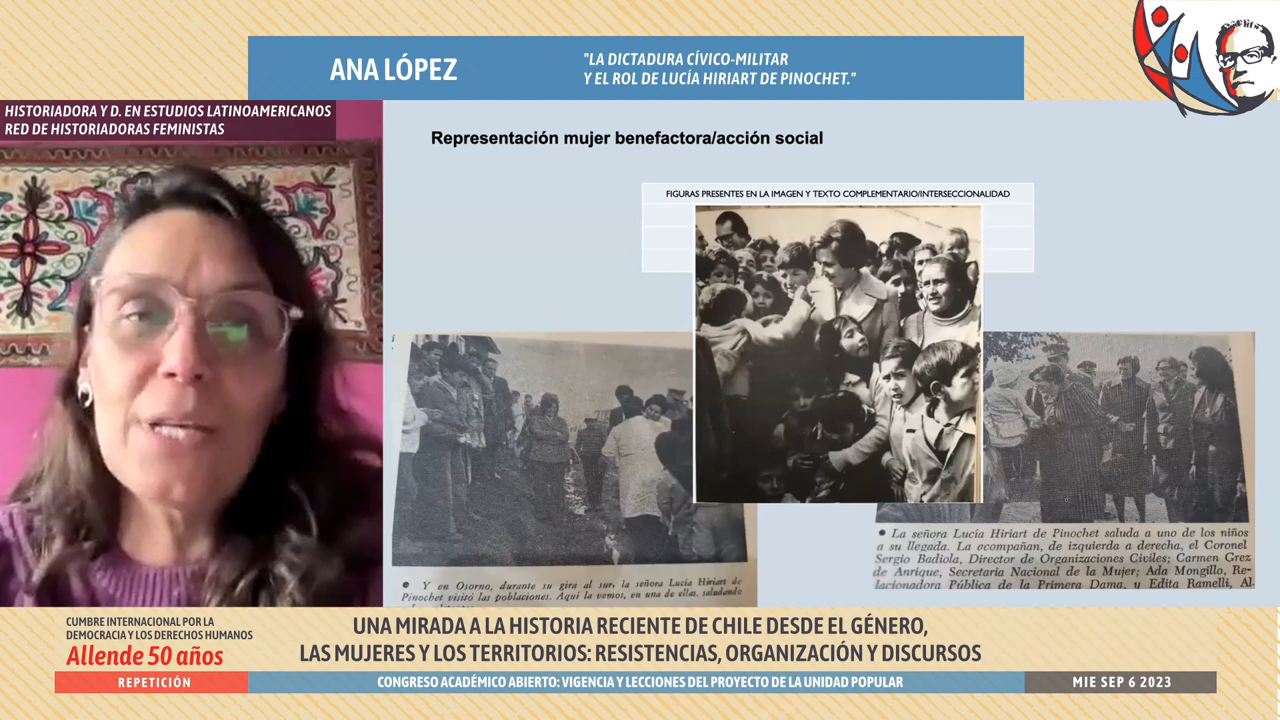 ANA LÓPEZ
"LA DICTADURA CÍVICO-MILITAR
Y EL ROL DE LUCÍA HIRIART DE PINOCHET."
HISTORIADORA Y D. EN ESTUDIOS LATINOAMERICANOS
RED DE HISTORIADORAS FEMINISTAS
Representación mujer benefactora/acción social
FIGURAS PRESENTES EN LA IMAGEN Y TEXTO COMPLEMENTARIO/INTERSECCIONALIDAD
● Y en Osorno, durante su gira al sur, la señora Lucía Hiriart de
Pinochet visitó las poblaciones. Aquí la vemos, en una de ellas, saludando
● La señora Lucía Hiriart de Pinochet saluda a uno de los niños
a su llegada. La acompañan, de izquierda a derecha, el Coronel
Sergio Badiola, Director de Organizaciones Civiles; Carmen Grez
de Anrique, Secretaria Nacional de la Mujer; Ada Mongillo, Re-
lacionadora Pública de la Primera Dama, y Edita Ramelli, Al-
CUMBRE INTERNACIONAL POR LA
DEMOCRACIA Y LOS DERECHOS HUMANOS
Allende 50 años
REPETICIÓN
UNA MIRADA A LA HISTORIA RECIENTE DE CHILE DESDE EL GÉNERO,
LAS MUJERES Y LOS TERRITORIOS: RESISTENCIAS, ORGANIZACIÓN Y DISCURSOS
CONGRESO ACADÉMICO ABIERTO: VIGENCIA Y LECCIONES DEL PROYECTO DE LA UNIDAD POPULAR
MIE SEP 6 2023